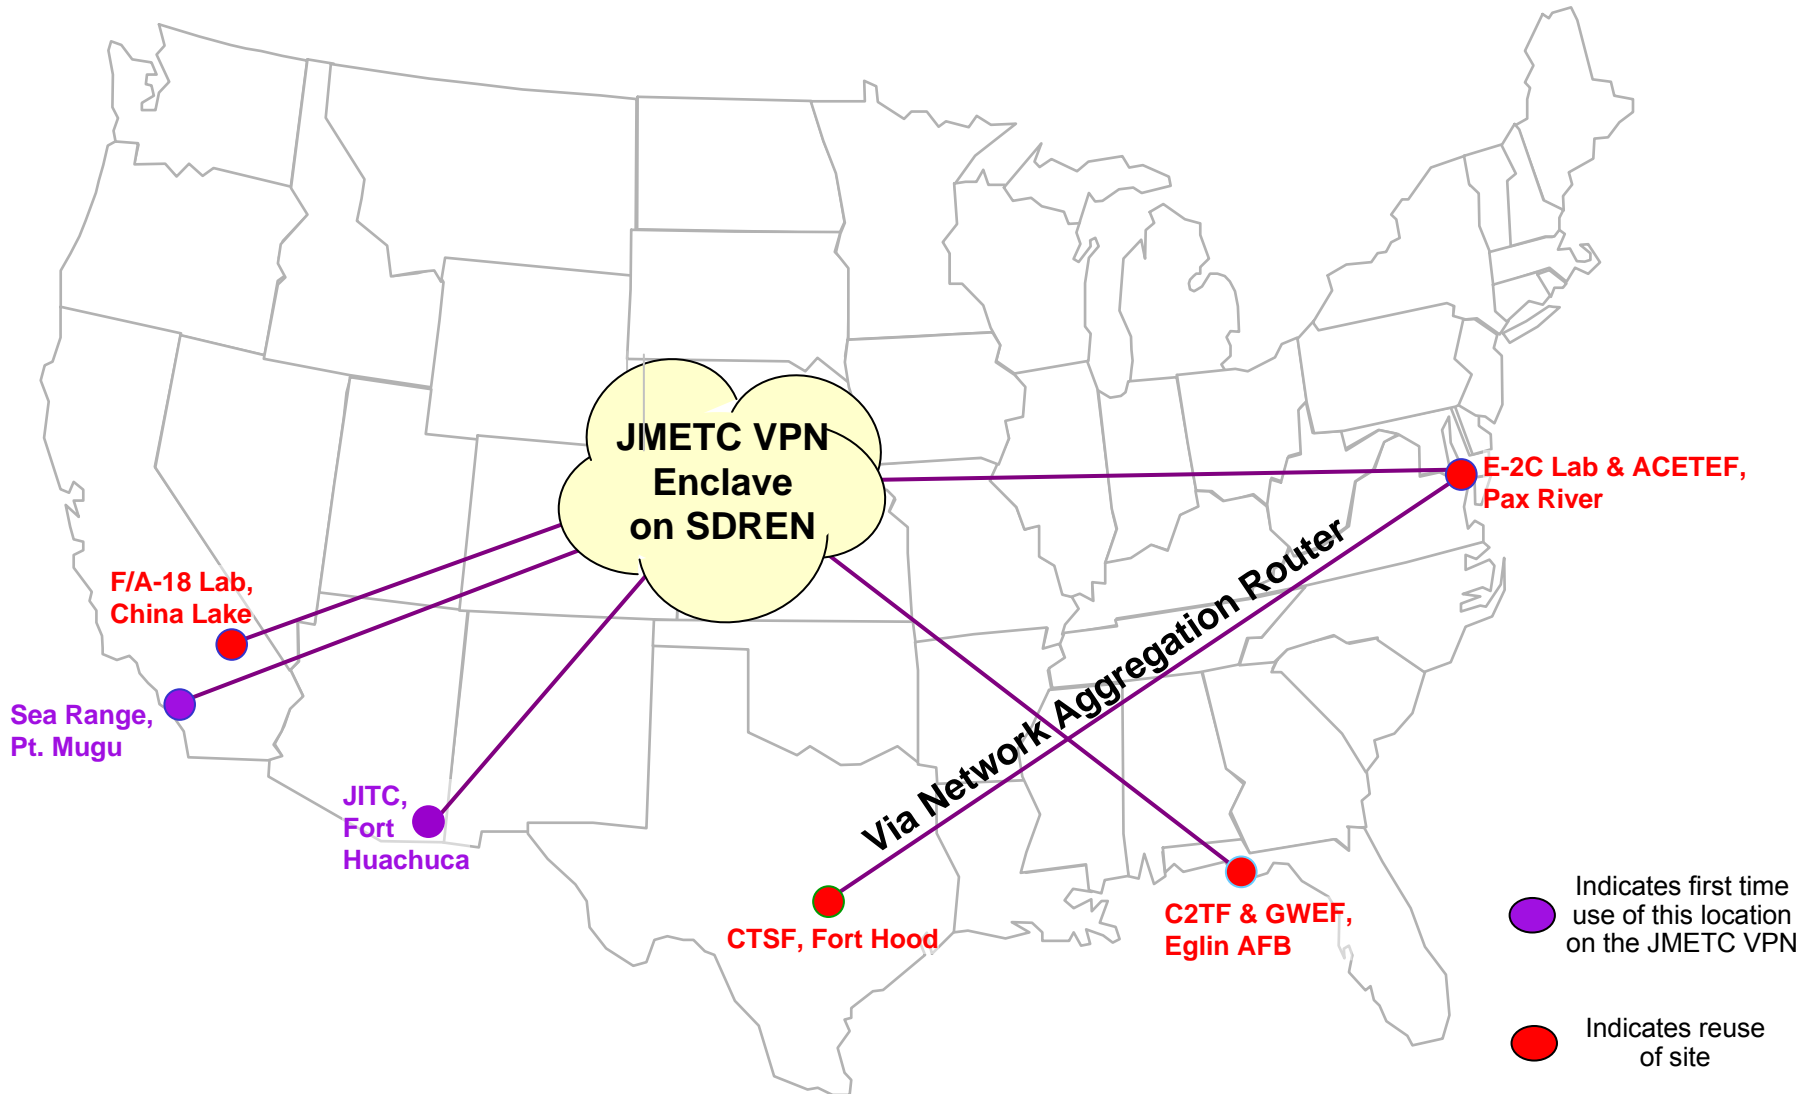 JMETC VPN
Enclave
on SDREN
E-2C Lab & ACETEF,
Pax River
F/A-18 Lab,
China Lake
Via Network Aggregation Router
Sea Range,
Pt. Mugu
JITC,
Fort
Huachuca
CTSF, Fort Hood
C2TF & GWEF,
Eglin AFB
Indicates first time
use of this location
on the JMETC VPN
Indicates reuse
of site